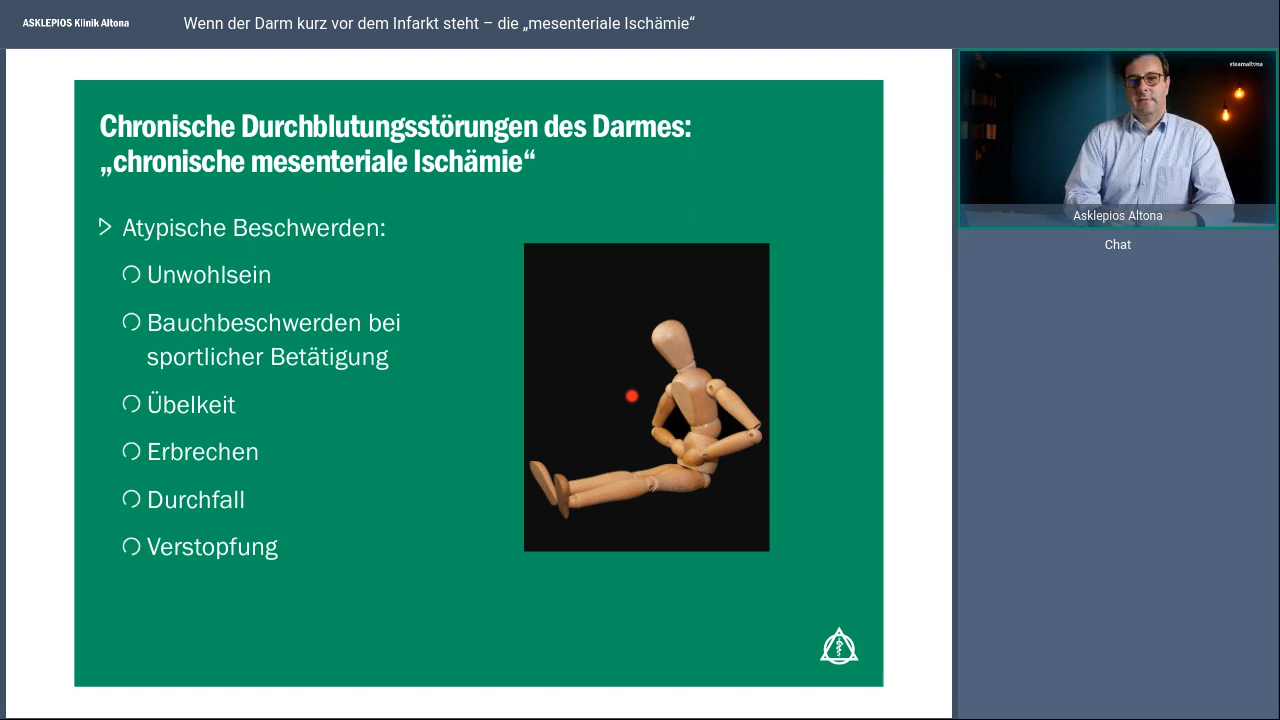 ASKLEPIOS Klinik Altona
Wenn der Darm kurz vor dem Infarkt steht – die „mesenteriale Ischämie“
Chronische Durchblutungsstörungen des Darmes:
„chronische mesenteriale Ischämie“
Atypische Beschwerden:
Unwohlsein
Bauchbeschwerden bei
sportlicher Betätigung
Übelkeit
Erbrechen
Durchfall
Verstopfung
#teamaltona
Asklepios Altona
Chat